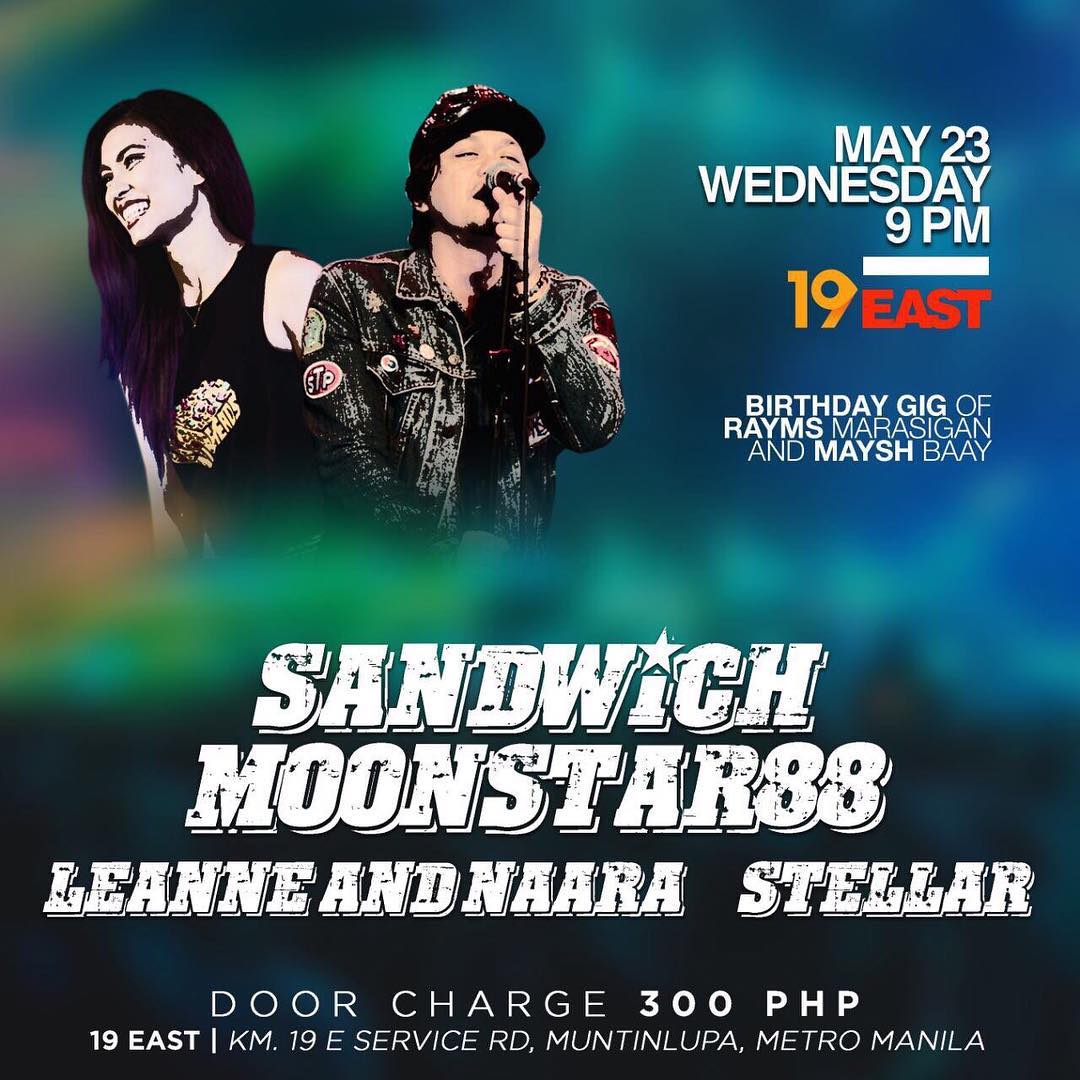 MAY 23
WEDNESDAY
9 PM
19 EAST
BIRTHDAY GIG OF
RAYMS MARASIGAN
AND MAYSH BAAY
STP
SANDWiCH
MOONSTAR88
LEANNE AND NAARA STELLAR
DOOR CHARGE 300 PHP
19 EAST | KM. 19 E SERVICE RD, MUNTINLUPA, METRO MANILA